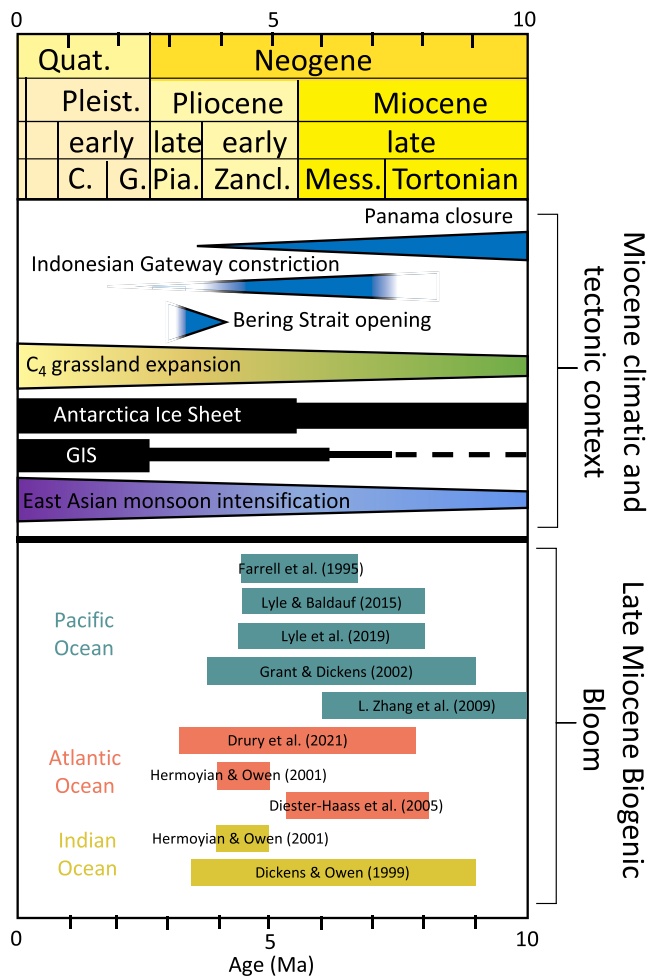 0 5 10
Quat. Neogene
Pleist. Pliocene Miocene
early late early late
C. G. Pia. Zancl. Mess. Tortonian
Panama closure
Indonesian Gateway constriction
Bering Strait opening
C4 grassland expansion
Antarctica Ice Sheet
GIS
East Asian monsoon intensification
Miocene climatic and
tectonic context
Farrell et al. (1995)
Lyle & Baldauf (2015)
Pacific
Ocean
Lyle et al. (2019)
Grant & Dickens (2002)
L. Zhang et al. (2009)
Drury et al. (2021)
Atlantic
Ocean
Hermoyian & Owen (2001)
Diester-Haass et al. (2005)
Indian
Ocean
Hermoyian & Owen (2001)
Dickens & Owen (1999)
Late Miocene Biogenic
Bloom
0 5 10
Age (Ma)